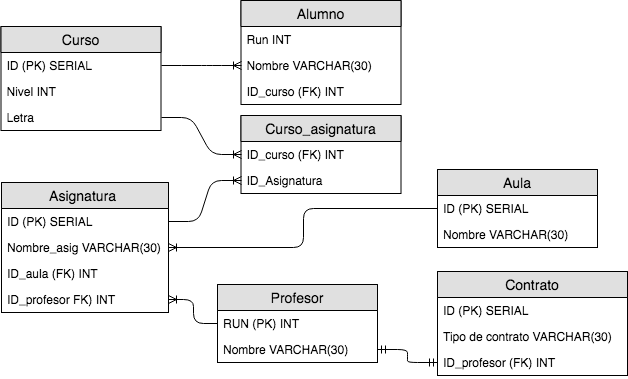 Alumno
Run INT
Nombre VARCHAR(30)
ID_curso (FK) INT
Curso
ID (PK) SERIAL
Nivel INT
Letra
Curso_asignatura
ID_curso (FK) INT
ID_Asignatura
Asignatura
ID (PK) SERIAL
Nombre_asig VARCHAR(30)
ID_aula (FK) INT
ID_profesor FK) INT
Aula
ID (PK) SERIAL
Nombre VARCHAR(30)
Profesor
RUN (PK) INT
Nombre VARCHAR(30)
Contrato
ID (PK) SERIAL
Tipo de contrato VARCHAR(30)
ID_profesor (FK) INT